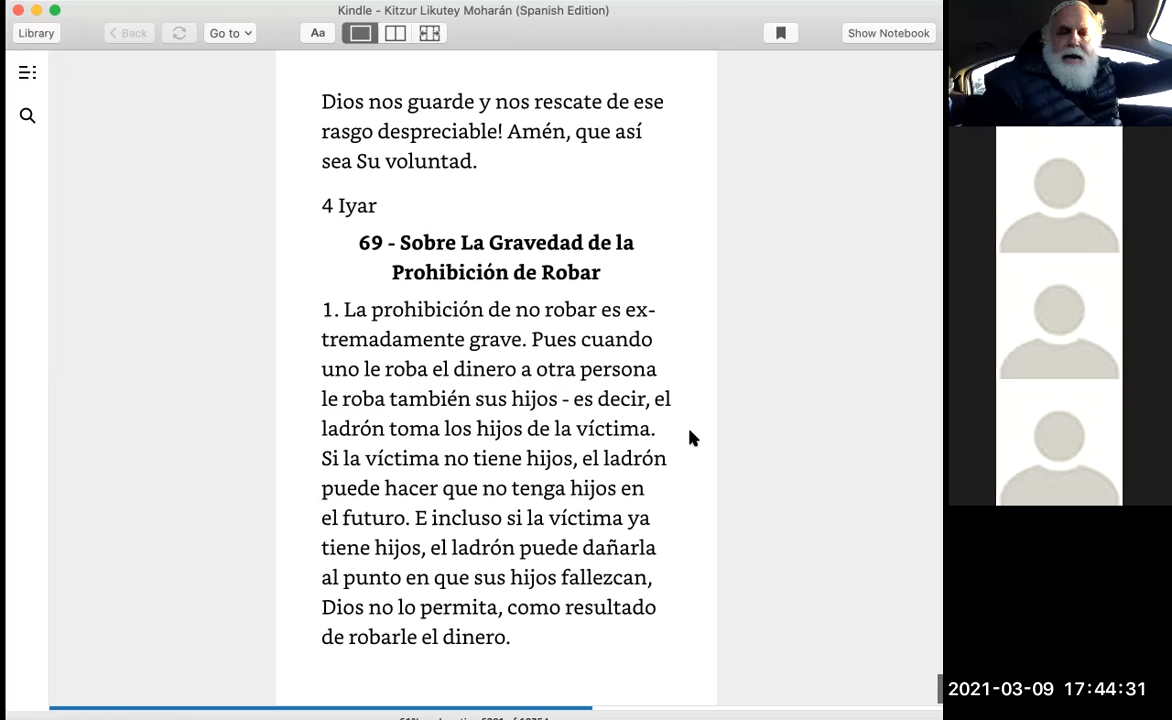 Kindle - Kitzur Likutey Moharán (Spanish Edition)
Library
Back
Go to
Aa
Show Notebook
Dios nos guarde y nos rescate de ese
rasgo despreciable! Amén, que así
sea Su voluntad.
4 Iyar
69 - Sobre La Gravedad de la
Prohibición de Robar
1. La prohibición de no robar es ex-
tremadamente grave. Pues cuando
uno le roba el dinero a otra persona
le roba también sus hijos - es decir, el
ladrón toma los hijos de la víctima.
Si la víctima no tiene hijos, el ladrón
puede hacer que no tenga hijos en
el futuro. E incluso si la víctima ya
tiene hijos, el ladrón puede dañarla
al punto en que sus hijos fallezcan,
Dios no lo permita, como resultado
de robarle el dinero.
2021-03-09 17:44:31